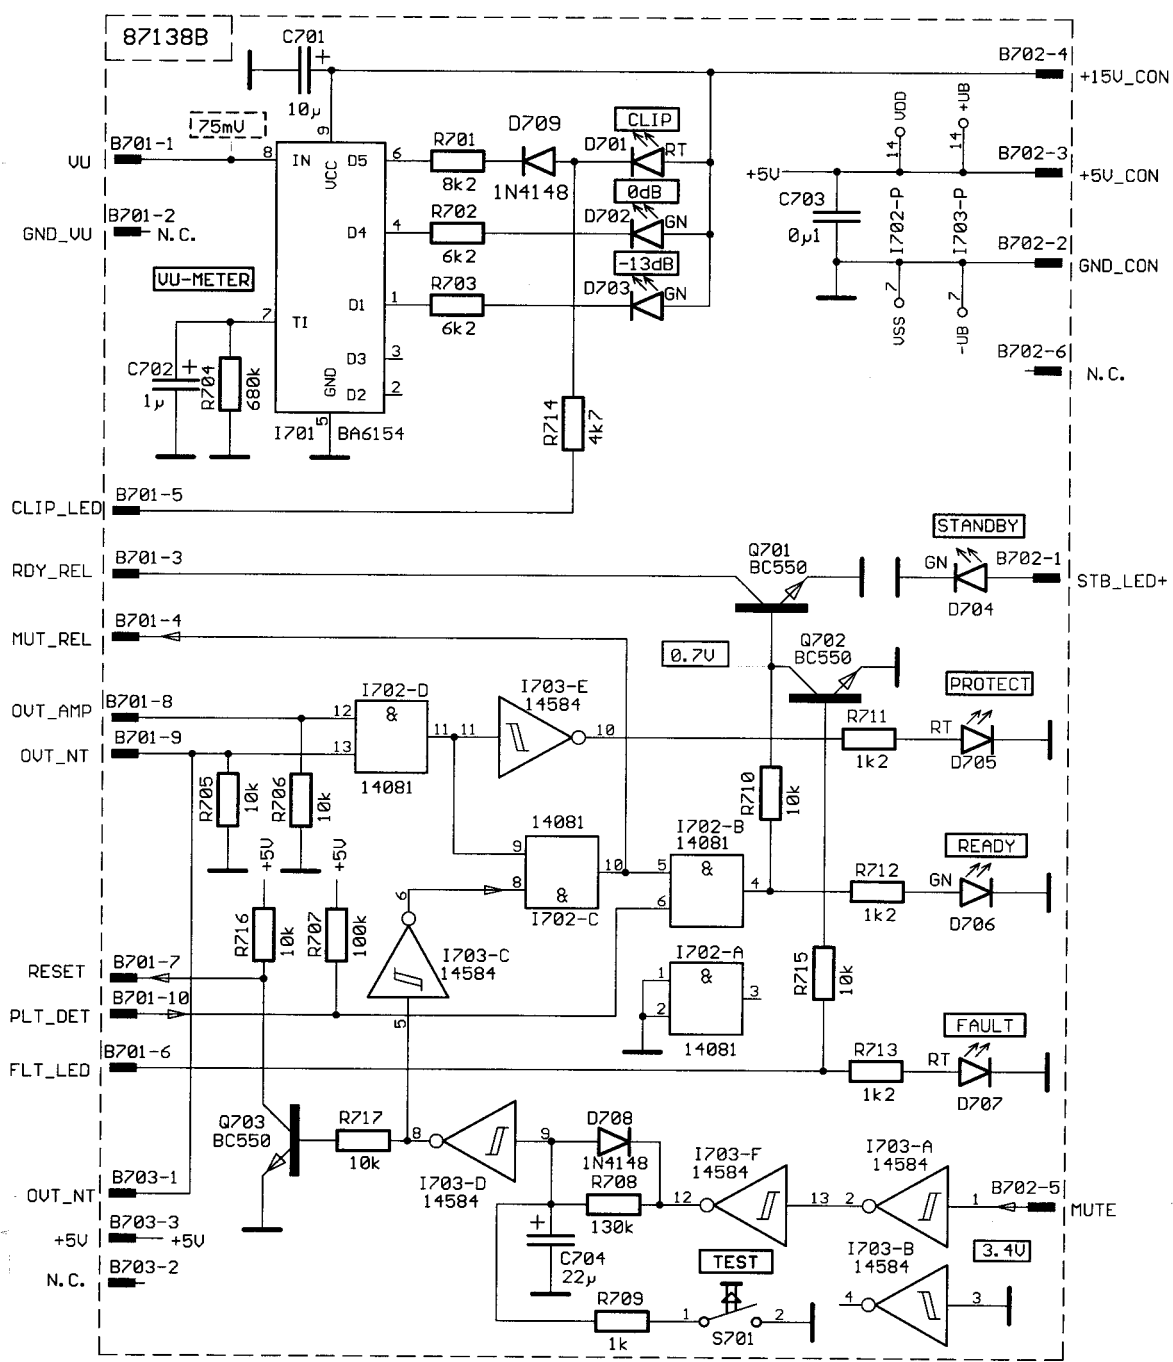 87138B
C701
+
10µ
B702-4
+15V_CON
75mV
9
B701-1
VU
8
IN
VCC
D5
6
R701
8k2
D709
1N4148
CLIP
D701
RT
VDD
14
+UB
14
B702-3
+5V
+5V_CON
B701-2
GND_VU
N.C.
D4
4
R702
6k2
0dB
D702
GN
C703
0µ1
I702-P
I703-P
B702-2
GND_CON
VU-METER
D1
1
R703
6k2
-13dB
D703
GN
7
VSS
7
-UB
7
TI
B702-6
N.C.
C702
+
1µ
R704
680k
D3
3
GND
D2
2
5
I701
BA6154
R714
4k7
B701-5
CLIP_LED
STANDBY
B701-3
RDY_REL
Q701
BC550
GN
B702-1
STB_LED+
D704
B701-4
MUT_REL
0.7V
Q702
BC550
PROTECT
B701-8
OVT_AMP
I702-D
12
&
I703-E
14584
R711
RT
B701-9
OVT_NT
13
11
11
10
1k2
D705
14081
R705
10k
R706
10k
R710
10k
+5V
+5V
14081
9
I702-B
14081
READY
8
10
5
&
4
R712
GN
6
&
I702-C
6
1k2
D706
R716
10k
R707
100k
I703-C
14584
I702-A
1
&
3
2
14081
R715
10k
B701-7
RESET
B701-10
PLT_DET
5
FAULT
B701-6
FLT_LED
R713
RT
1k2
D707
Q703
BC550
R717
10k
8
9
I703-D
14584
D708
1N4148
I703-F
14584
I703-A
14584
R708
130k
12
13
2
1
B702-5
MUTE
B703-1
OVT_NT
3.4V
B703-3
+5V
+5V
+
C704
22µ
TEST
I703-B
14584
B703-2
N.C.
R709
1k
1
2
S701
4
3